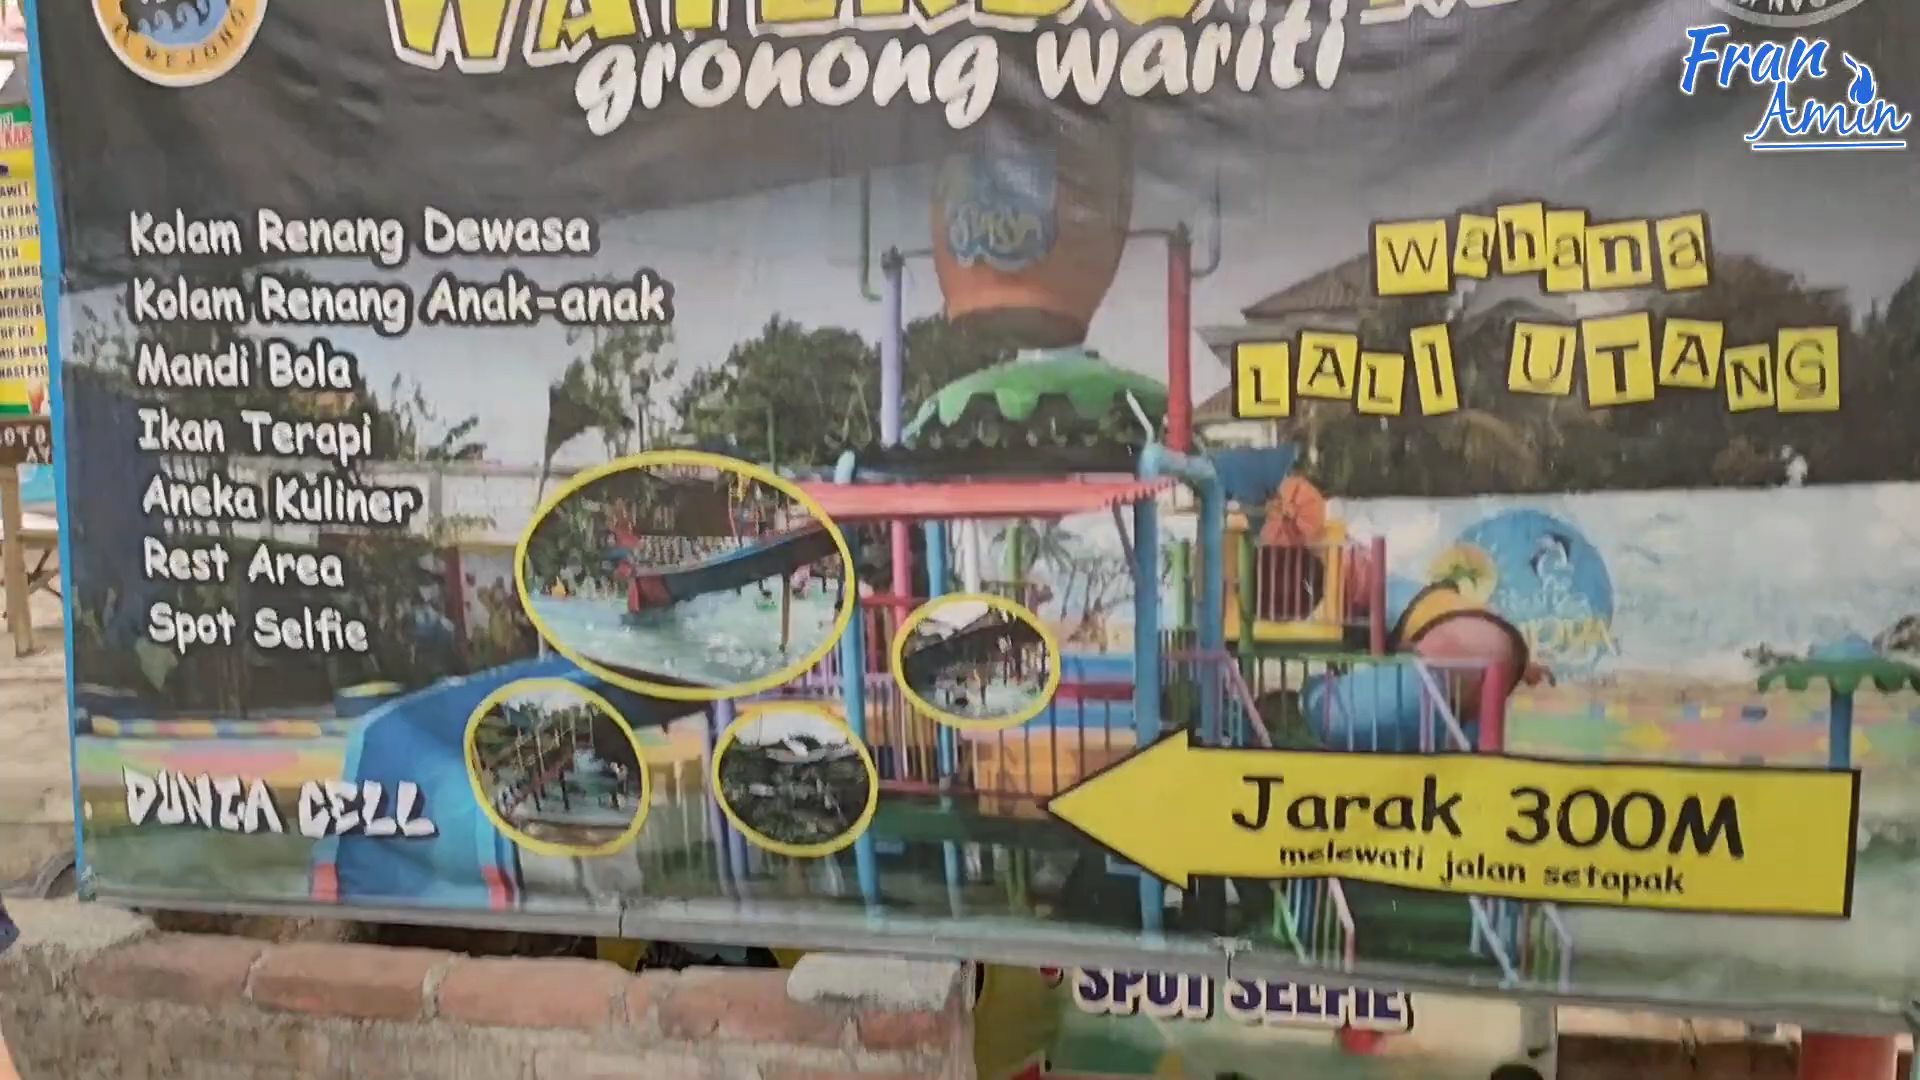 gronong wariti
Fran
Amin
Kolam Renang Dewasa
Kolam Renang Anak-anak
Mandi Bola
Ikan Terapi
Aneka Kuliner
Rest Area
Spot Selfie
wahana
LALI UTANG
DUNIA CELL
Jarak 300M
melewati jalan setapak
SPOT SELFIE